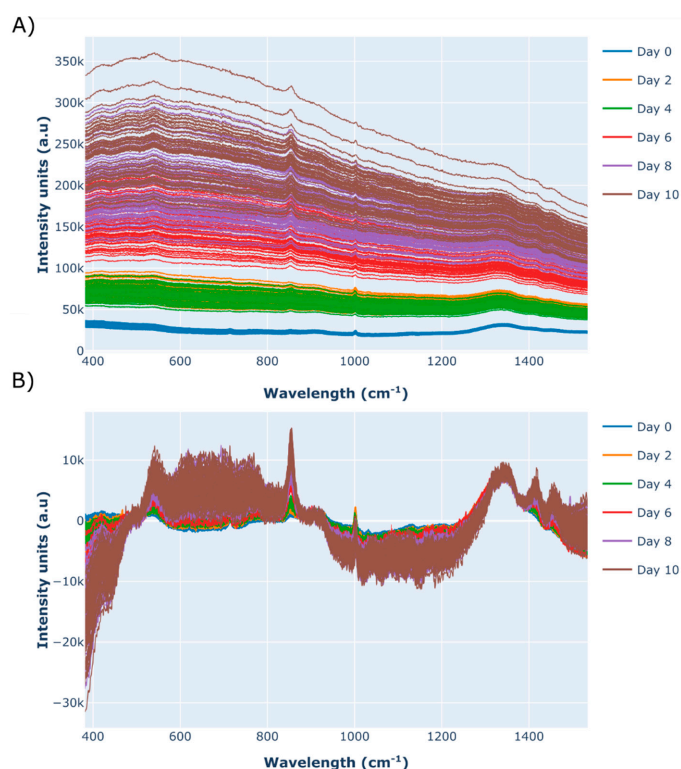 A)
350k
300k
250k
200k
150k
100k
50k
0
Intensity units (a.u)
400 600 800 1000 1200 1400
Wavelength (cm-1)
Day 0
Day 2
Day 4
Day 6
Day 8
Day 10
B)
10k
0
−10k
−20k
−30k
Intensity units (a.u)
400 600 800 1000 1200 1400
Wavelength (cm-1)
Day 0
Day 2
Day 4
Day 6
Day 8
Day 10